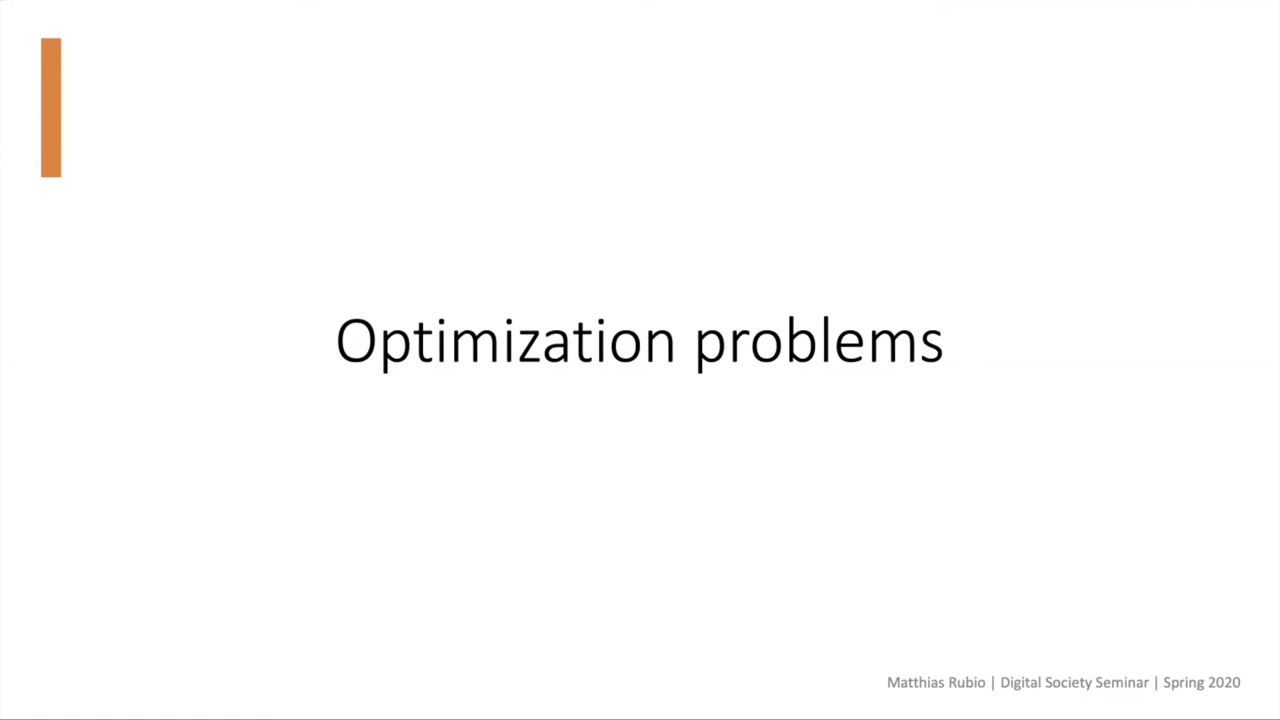 Optimization problems
Matthias Rubio | Digital Society Seminar | Spring 2020